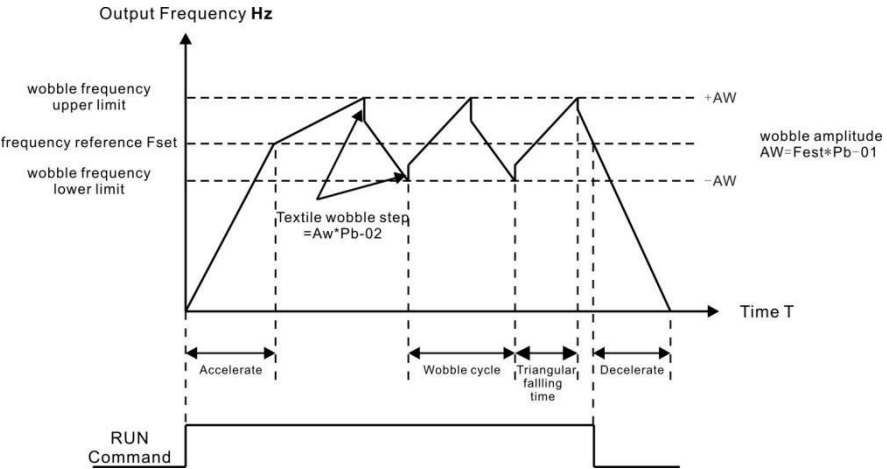 Output Frequency Hz
wobble frequency
upper limit
+AW
frequency reference Fset
wobble amplitude
AW=Fest*Pb-01
wobble frequency
lower limit
-AW
Textile wobble step
=Aw*Pb-02
Time T
Accelerate
Wobble cycle
Triangular
fallling
time
Decelerate
RUN
Command